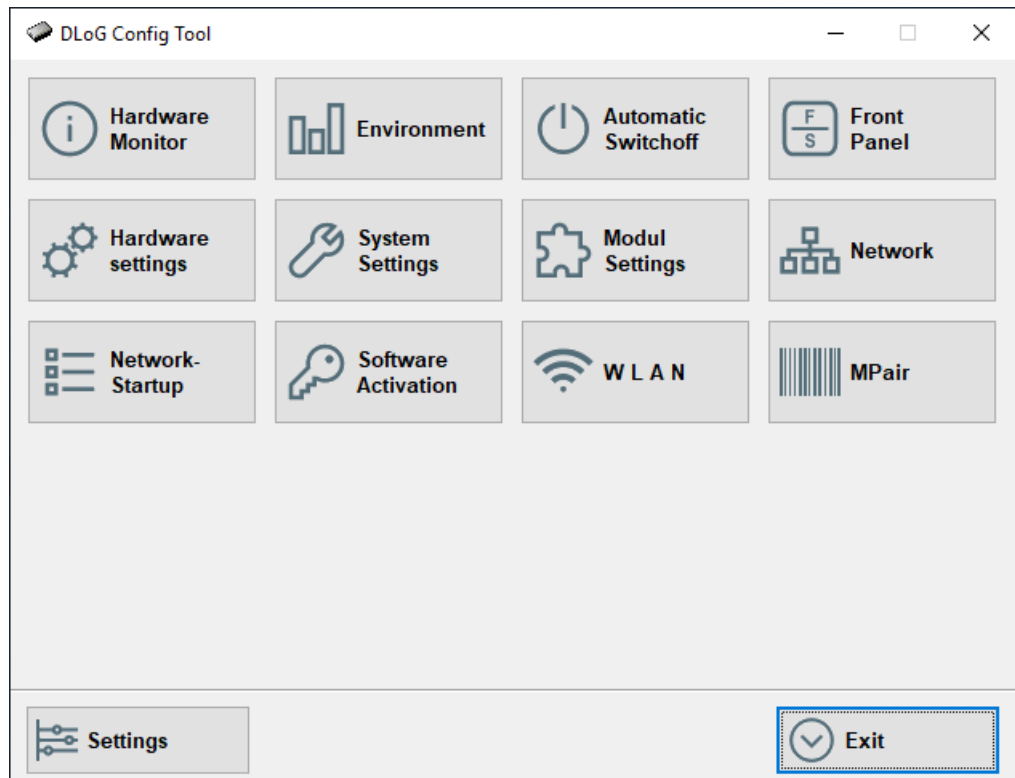 DLoG Config Tool
Hardware
Monitor
Environment
Automatic
Switchoff
F
S
Front
Panel
Hardware
settings
System
Settings
Modul
Settings
Network
Network-
Startup
Software
Activation
W L A N
MPair
Settings
Exit